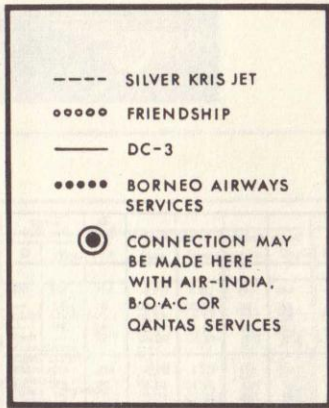 SILVER KRIS JET
FRIENDSHIP
DC-3
BORNEO AIRWAYS
SERVICES
CONNECTION MAY
BE MADE HERE
WITH AIR-INDIA,
B·O·A·C OR
QANTAS SERVICES